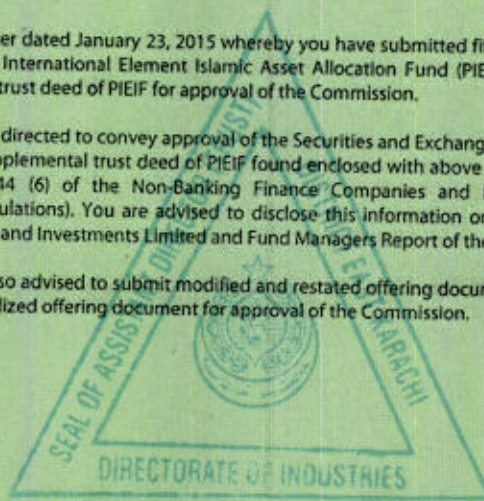 er dated January 23, 2015 whereby you have submitted fi
International Element Islamic Asset Allocation Fund (PIE
trust deed of PIEIF for approval of the Commission.
directed to convey approval of the Securities and Exchang
plemental trust deed of PIEIF found enclosed with above
44 (6) of the Non-Banking Finance Companies and
ulations). You are advised to disclose this information o
and Investments Limited and Fund Managers Report of the
so advised to submit modified and restated offering docu
lized offering document for approval of the Commission.
SEAL OF ASSISTANT DIRECTOR
KARACHI
DIRECTORATE OF INDUSTRIES